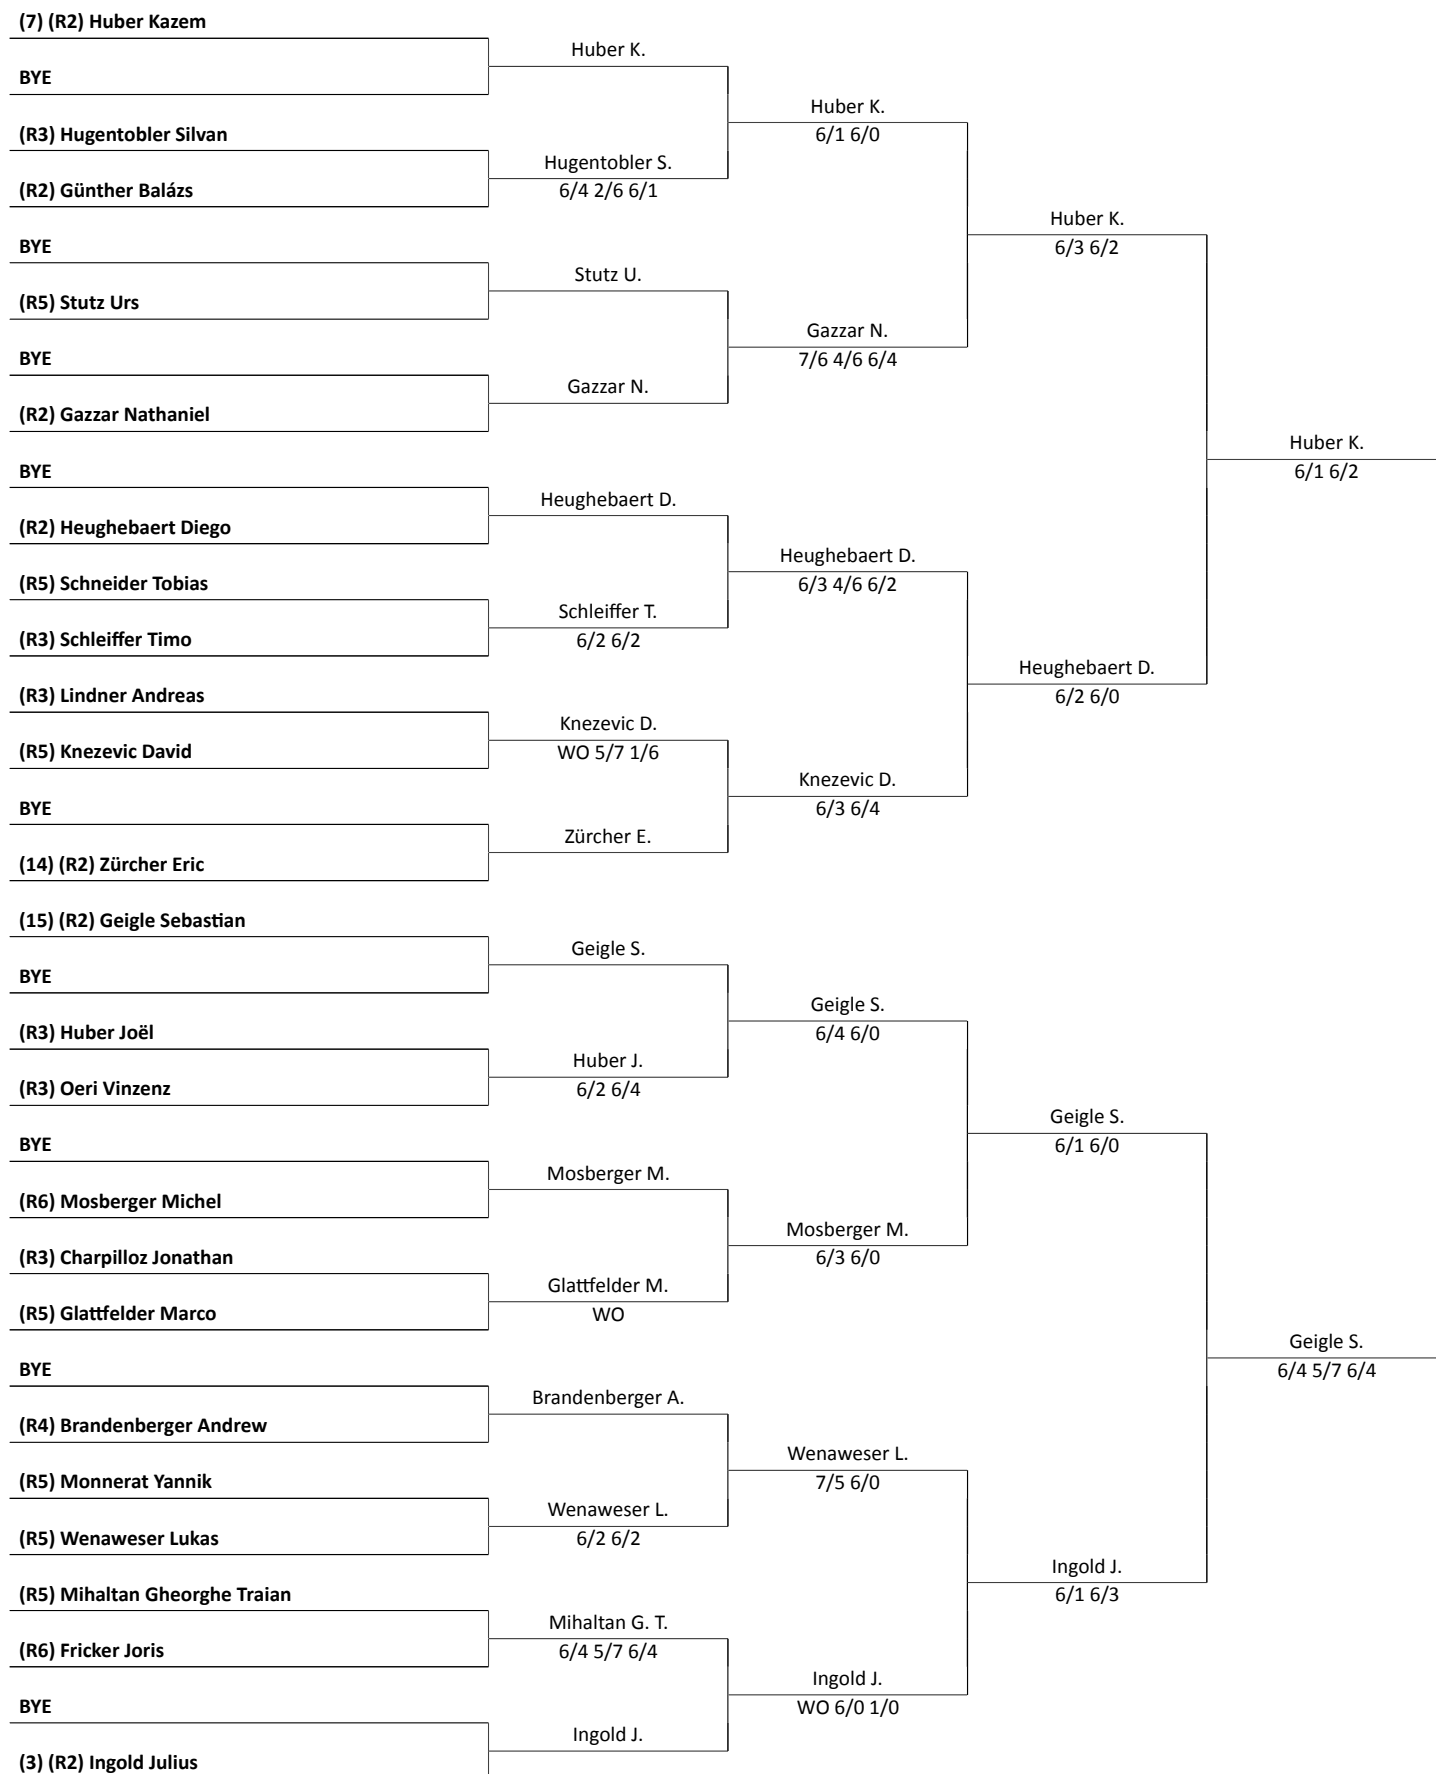 (7) (R2) Huber Kazem
BYE
(R3) Hugentobler Silvan
(R2) Günther Balázs
BYE
(R5) Stutz Urs
BYE
(R2) Gazzar Nathaniel
BYE
(R2) Heughebaert Diego
(R5) Schneider Tobias
(R3) Schleiffer Timo
(R3) Lindner Andreas
(R5) Knezevic David
BYE
(14) (R2) Zürcher Eric
(15) (R2) Geigle Sebastian
BYE
(R3) Huber Joël
(R3) Oeri Vinzenz
BYE
(R6) Mosberger Michel
(R3) Charpilloz Jonathan
(R5) Glattfelder Marco
BYE
(R4) Brandenberger Andrew
(R5) Monnerat Yannik
(R5) Wenaweser Lukas
(R5) Mihaltan Gheorghe Traian
(R6) Fricker Joris
BYE
(3) (R2) Ingold Julius
Huber K.
Hugentobler S.
6/4 2/6 6/1
Stutz U.
Gazzar N.
Heughebaert D.
Schleiffer T.
6/2 6/2
Knezevic D.
WO 5/7 1/6
Zürcher E.
Geigle S.
Huber J.
6/2 6/4
Mosberger M.
Glattfelder M.
WO
Brandenberger A.
Wenaweser L.
6/2 6/2
Mihaltan G. T.
6/4 5/7 6/4
Ingold J.
Huber K.
6/1 6/0
Gazzar N.
7/6 4/6 6/4
Heughebaert D.
6/3 4/6 6/2
Knezevic D.
6/3 6/4
Geigle S.
6/4 6/0
Mosberger M.
6/3 6/0
Wenaweser L.
7/5 6/0
Ingold J.
WO 6/0 1/0
Huber K.
6/3 6/2
Heughebaert D.
6/2 6/0
Geigle S.
6/1 6/0
Ingold J.
6/1 6/3
Huber K.
6/1 6/2
Geigle S.
6/4 5/7 6/4